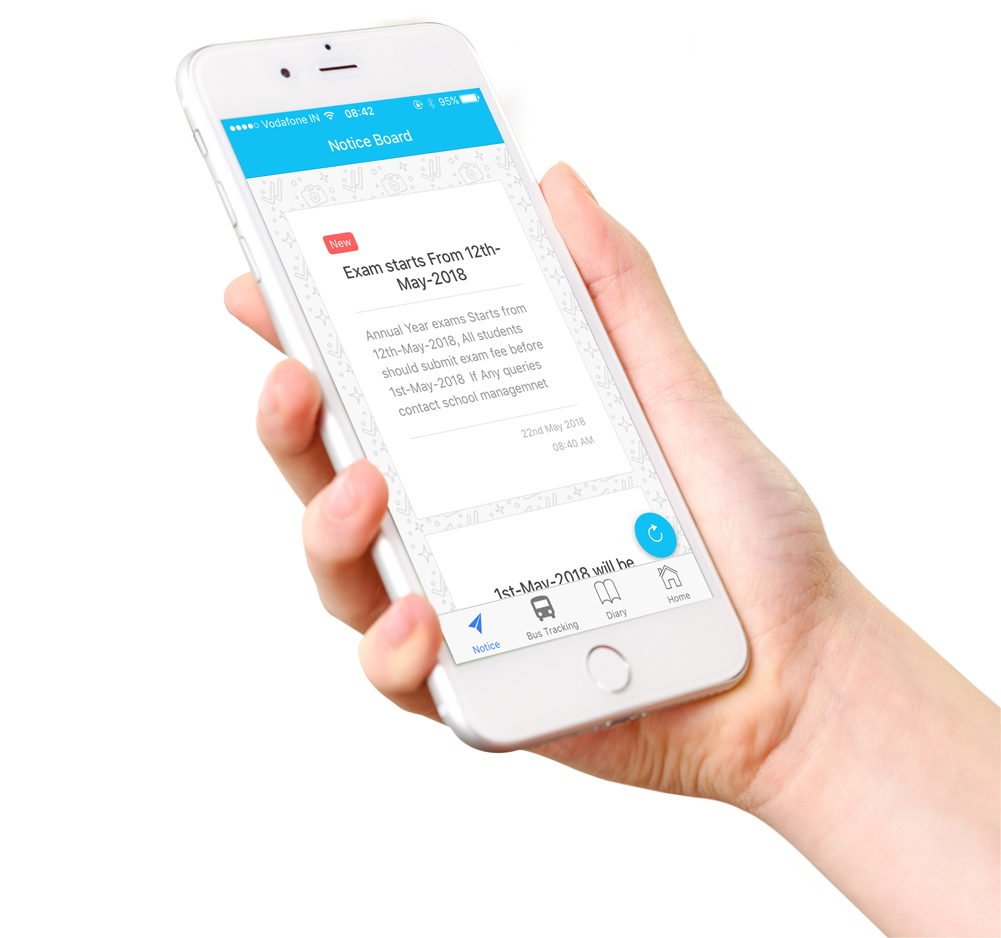 Vodafone IN 08:42 95%
Notice Board
New
Exam starts From 12th-
May-2018
Annual Year exams Starts from
12th-May-2018, All students
should submit exam fee before
1st-May-2018 If Any queries
contact school managemnet
22nd May 2018
08:40 AM
1st-May-2018 will be
Notice
Bus Tracking
Diary
Home